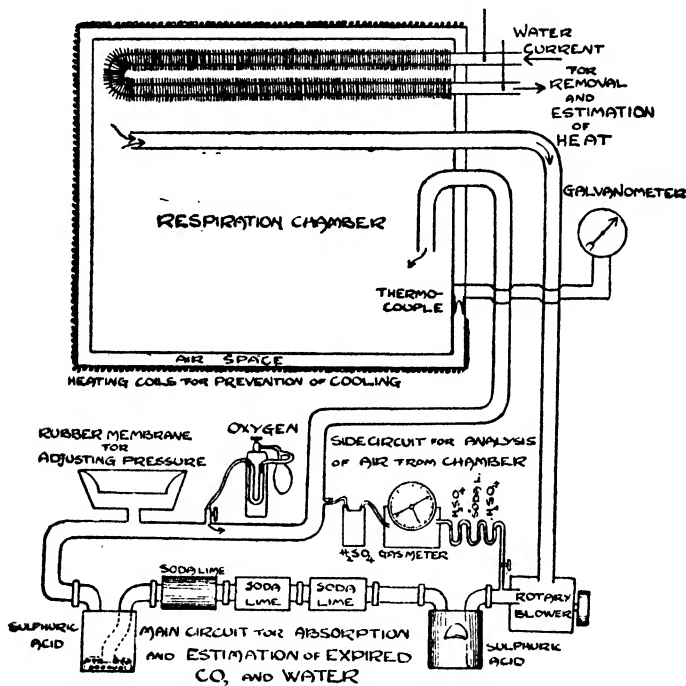 WATER
CURRENT
FOR
REMOVAL
AND
ESTIMATION
OF
HEAT
GALVANOMETER
RESPIRATION CHAMBER
THERMO-
COUPLE
AIR SPACE
HEATING COILS FOR PREVENTION OF COOLING
RUBBER MEMBRANE
FOR
ADJUSTING PRESSURE
OXYGEN
SIDE CIRCUIT FOR ANALYSIS
OF AIR FROM CHAMBER
H2SO4
SODA L.
H2SO4
H2SO4
GAS METER
SODA LIME
SODA
LIME
SODA
LIME
ROTARY
BLOWER
SULPHURIC
ACID
MAIN CIRCUIT FOR ABSORPTION
AND ESTIMATION OF EXPIRED
CO2 AND WATER
SULPHURIC
ACID